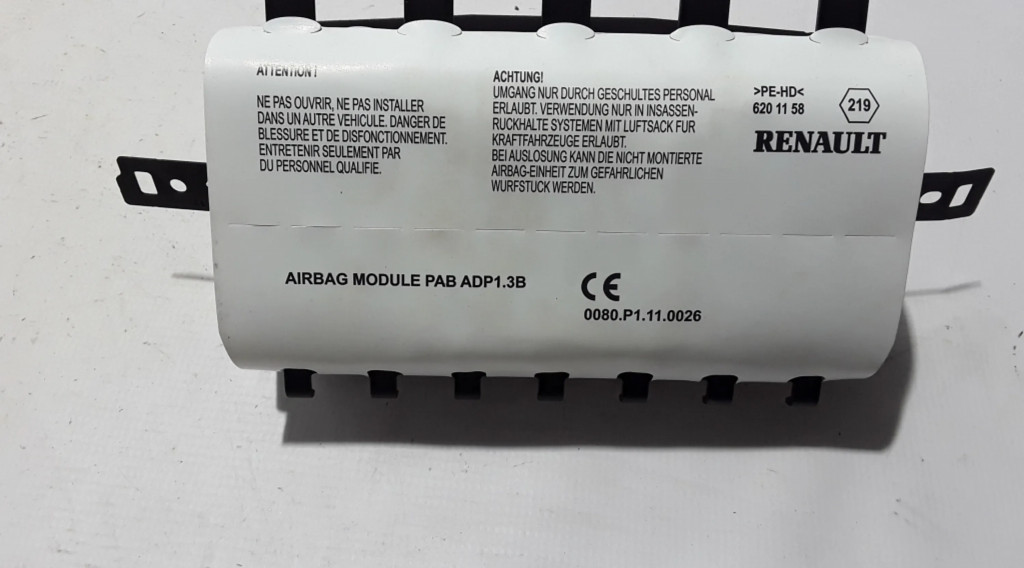 ATTENTION !
NE PAS OUVRIR, NE PAS INSTALLER
DANS UN AUTRE VEHICULE. DANGER DE
BLESSURE ET DE DISFONCTIONNEMENT.
ENTRETENIR SEULEMENT PAR
DU PERSONNEL QUALIFIE.
ACHTUNG!
UMGANG NUR DURCH GESCHULTES PERSONAL
ERLAUBT. VERWENDUNG NUR IN INSASSEN-
RUCKHALTE SYSTEMEN MIT LUFTSACK FUR
KRAFTFAHRZEUGE ERLAUBT.
BEI AUSLOSUNG KANN DIE NICHT MONTIERTE
AIRBAG-EINHEIT ZUM GEFAHRLICHEN
WURFSTUCK WERDEN.
>PE-HD<
620 11 58
219
RENAULT
AIRBAG MODULE PAB ADP1.3B
CE
0080.P1.11.0026